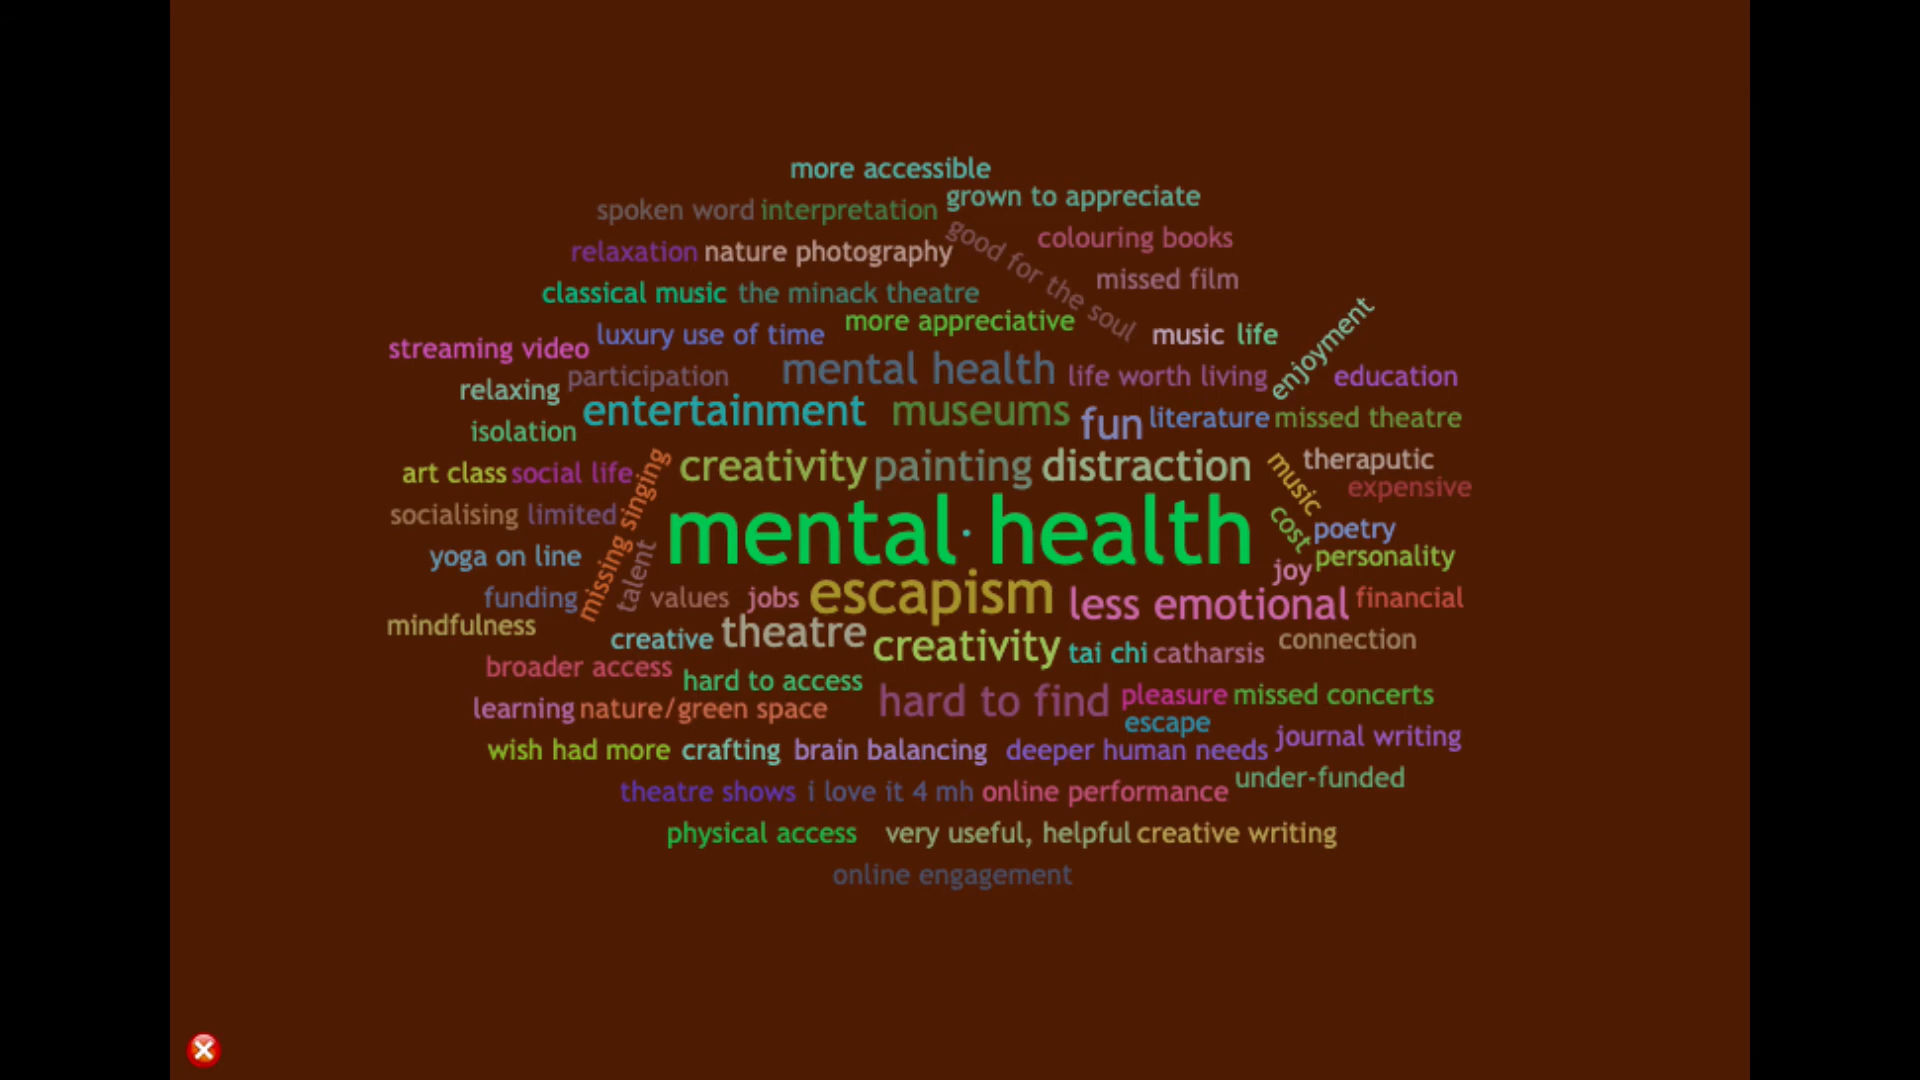 more accessible
spoken word interpretation grown to appreciate
relaxation nature photography good for the soul colouring books
missed film
classical music the minack theatre
luxury use of time more appreciative music life enjoyment
streaming video
relaxing participation mental health life worth living education
isolation entertainment museums fun literature missed theatre
art class social life missing singing creativity painting distraction music theraputic
expensive
socialising limited talent mental · health cost poetry
yoga on line joy personality
funding values jobs escapism less emotional financial
mindfulness
creative theatre creativity tai chi catharsis connection
broader access hard to access
learning nature/green space hard to find pleasure missed concerts
escape
wish had more crafting brain balancing deeper human needs journal writing
theatre shows i love it 4 mh online performance under-funded
physical access very useful, helpful creative writing
online engagement